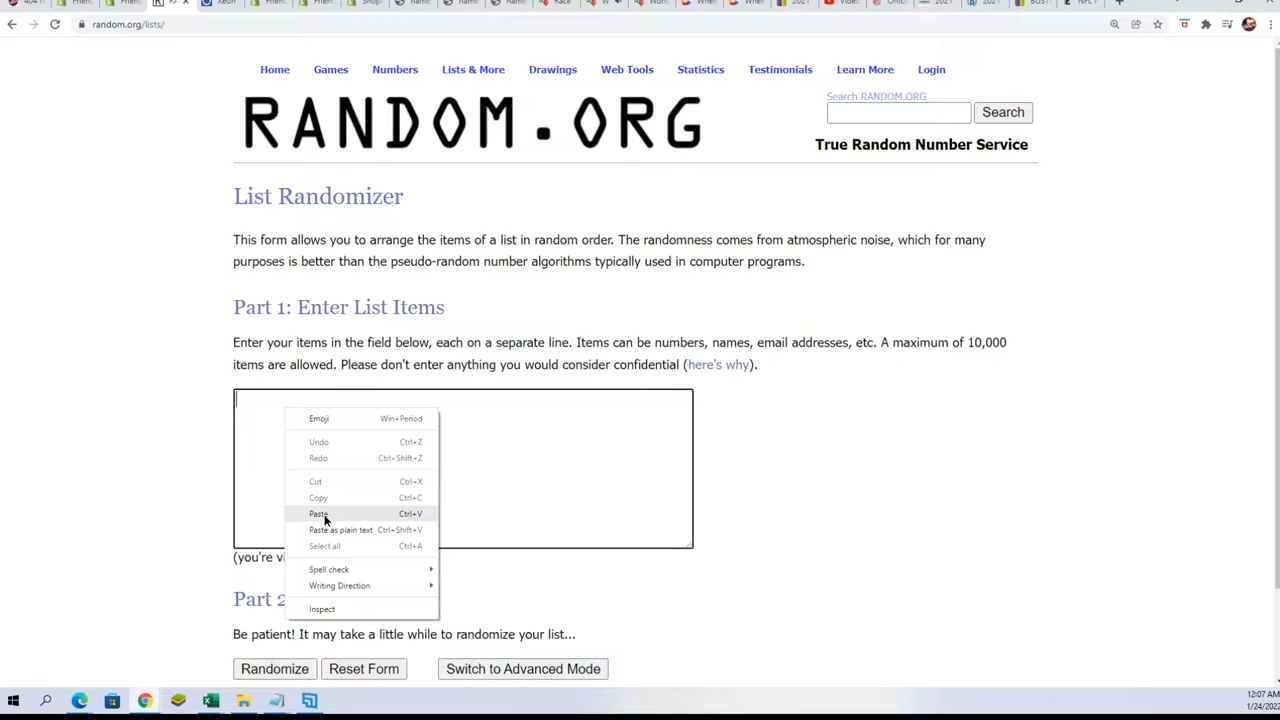 random.org/lists/
Home Games Numbers Lists & More Drawings Web Tools Statistics Testimonials Learn More Login
RANDOM.ORG
Search RANDOM.ORG
Search
True Random Number Service
List Randomizer
This form allows you to arrange the items of a list in random order. The randomness comes from atmospheric noise, which for many
purposes is better than the pseudo-random number algorithms typically used in computer programs.
Part 1: Enter List Items
Enter your items in the field below, each on a separate line. Items can be numbers, names, email addresses, etc. A maximum of 10,000
items are allowed. Please don't enter anything you would consider confidential (here's why).
Emoji Win+Period
Undo Ctrl+Z
Redo Ctrl+Shift+Z
Cut Ctrl+X
Copy Ctrl+C
Paste Ctrl+V
Paste as plain text Ctrl+Shift+V
Select all Ctrl+A
(you're
Spell check
Writing Direction
Part 2
Inspect
Be patient! It may take a little while to randomize your list...
Randomize Reset Form Switch to Advanced Mode
12:07 AM
1/24/2022